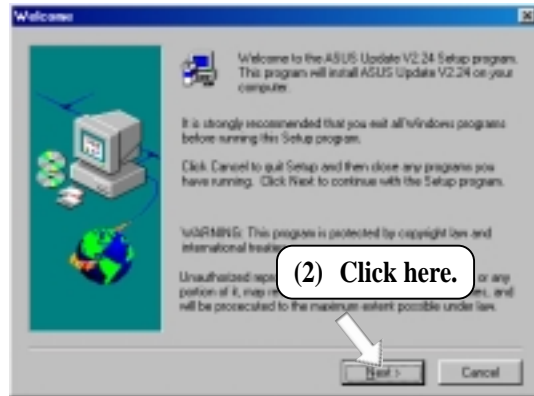 Welcome
Welcome to the ASUS Update V2.24 Setup program.
This program will install ASUS Update V2.24 on your
computer.
It is strongly recommended that you exit all Windows programs
before running this Setup program.
Click Cancel to quit Setup and then close any programs you
have running. Click Next to continue with the Setup program.
WARNING: This program is protected by copyright law and
international
Unauthorized or any
portion of it, may and
will be prosecuted to the maximum extent possible under law.
(2) Click here.
Next >
Cancel